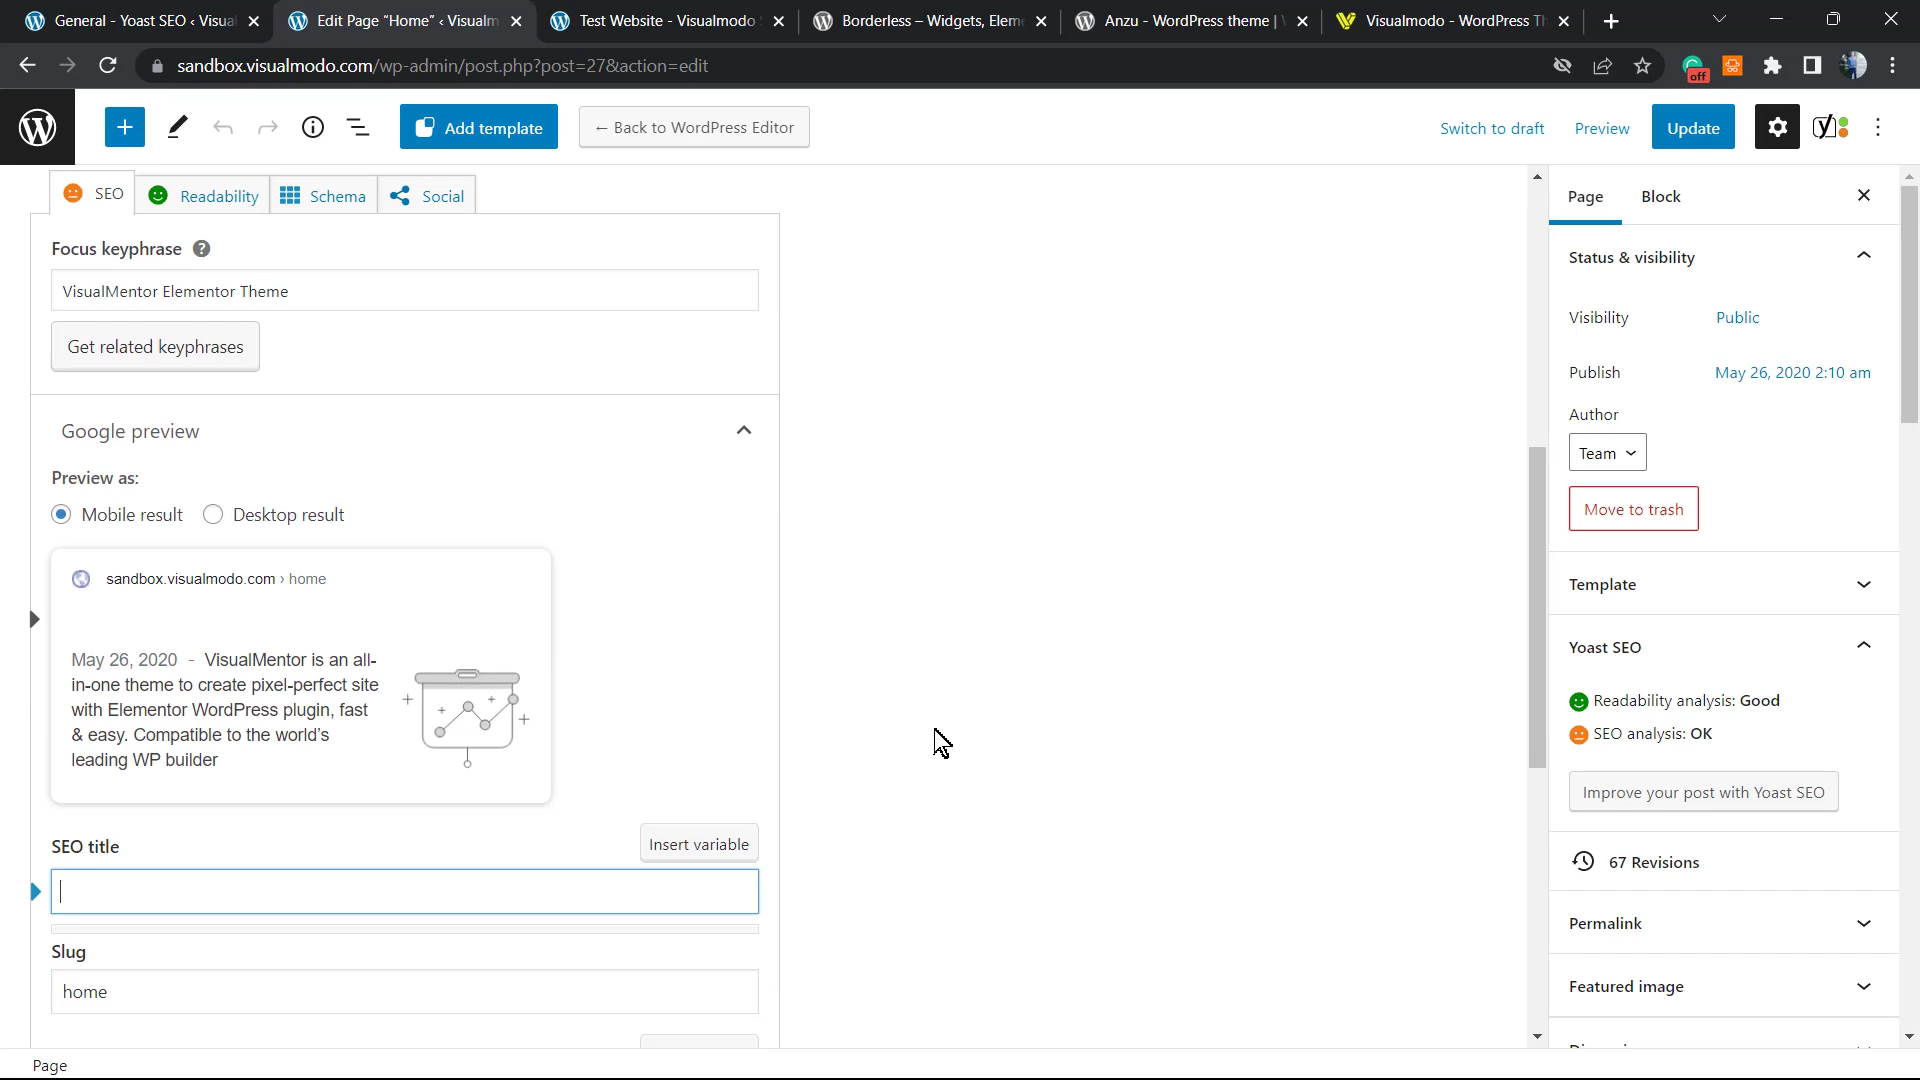 General - Yoast SEO ‹ Visual
Edit Page “Home” ‹ Visualm
Test Website - Visualmodo
Borderless – Widgets, Elem
Anzu - WordPress theme |
Visualmodo - WordPress Th
sandbox.visualmodo.com/wp-admin/post.php?post=27&action=edit
off
+
Add template
← Back to WordPress Editor
Switch to draft
Preview
Update
SEO
Readability
Schema
Social
Focus keyphrase ?
VisualMentor Elementor Theme
Get related keyphrases
Google preview
Preview as:
Mobile result
Desktop result
sandbox.visualmodo.com › home
May 26, 2020 - VisualMentor is an all-
in-one theme to create pixel-perfect site
with Elementor WordPress plugin, fast
& easy. Compatible to the world’s
leading WP builder
SEO title
Insert variable
Slug
home
Page
Page
Block
Status & visibility
Visibility
Public
Publish
May 26, 2020 2:10 am
Author
Team
Move to trash
Template
Yoast SEO
Readability analysis: Good
SEO analysis: OK
Improve your post with Yoast SEO
67 Revisions
Permalink
Featured image